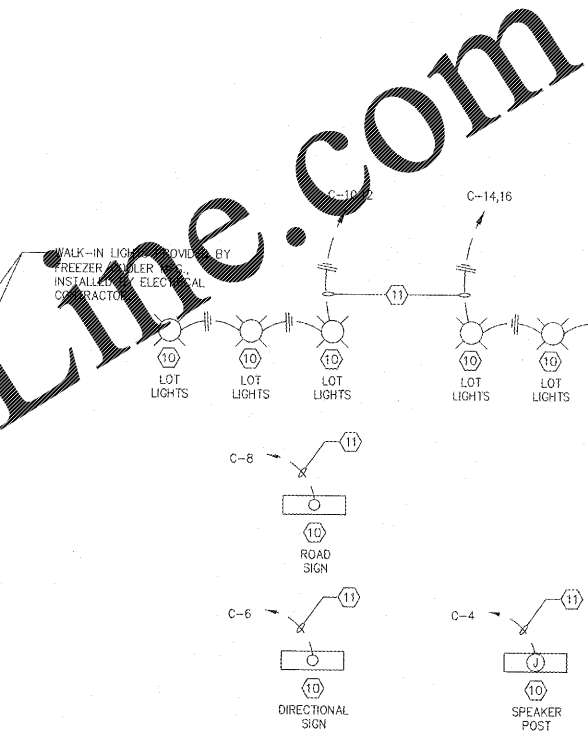 Line.com
C-10,12
C-14,16
WALK-IN LIGHTS PROVIDED BY
FREEZER/COOLER MFG.,
INSTALLED BY ELECTRICAL
CONTRACTOR
11
10
10
10
10
10
LOT
LIGHTS
LOT
LIGHTS
LOT
LIGHTS
LOT
LIGHTS
LOT
LIGHTS
11
C-8
10
ROAD
SIGN
11
C-6
10
DIRECTIONAL
SIGN
11
C-4
J
10
SPEAKER
POST